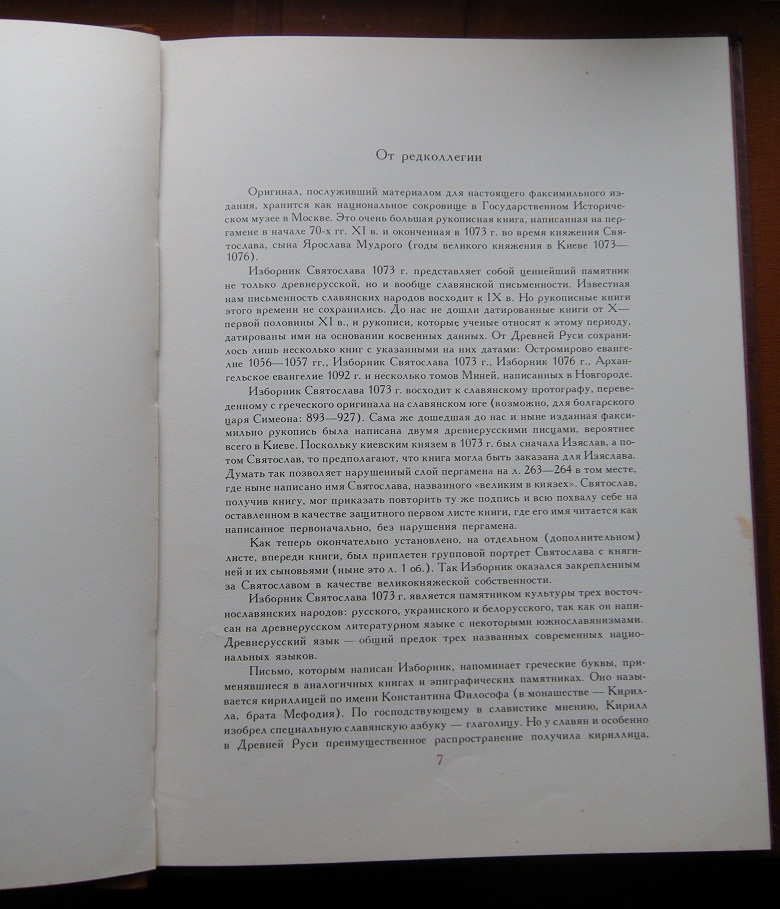 От редколлегии
Оригинал, послуживший материалом для настоящего факсимильного из-
дания, хранится как национальное сокровище в Государственном Историче-
ском музее в Москве. Это очень большая рукописная книга, написанная на пер-
гамене в начале 70-х гг. XI в. и оконченная в 1073 г. во время княжения Свя-
тослава, сына Ярослава Мудрого (годы великого княжения в Киеве 1073—
1076).
Изборник Святослава 1073 г. представляет собой ценнейший памятник
не только древнерусской, но и вообще славянской письменности. Известная
нам письменность славянских народов восходит к IX в. Но рукописные книги
этого времени не сохранились. До нас не дошли датированные книги от X—
первой половины XI в., и рукописи, которые ученые относят к этому периоду,
датированы ими на основании косвенных данных. От Древней Руси сохрани-
лось лишь несколько книг с указанными на них датами: Остромирово еванге-
лие 1056—1057 гг., Изборник Святослава 1073 г., Изборник 1076 г., Архан-
гельское евангелие 1092 г. и несколько томов Миней, написанных в Новгороде.
Изборник Святослава 1073 г. восходит к славянскому протографу, переве-
денному с греческого оригинала на славянском юге (возможно, для болгарского
царя Симеона: 893—927). Сама же дошедшая до нас и ныне изданная факси-
мильно рукопись была написана двумя древнерусскими писцами, вероятнее
всего в Киеве. Поскольку киевским князем в 1073 г. был сначала Изяслав, а по-
том Святослав, то предполагают, что книга могла быть заказана для Изяслава.
Думать так позволяет нарушенный слой пергамена на л. 263—264 в том месте,
где ныне написано имя Святослава, названного «великим в князех». Святослав,
получив книгу, мог приказать повторить ту же подпись и всю похвалу себе на
оставленном в качестве защитного первом листе книги, где его имя читается как
написанное первоначально, без нарушения пергамена.
Как теперь окончательно установлено, на отдельном (дополнительном)
листе, впереди книги, был приплетен групповой портрет Святослава с княги-
ней и их сыновьями (ныне это л. 1 об.). Так Изборник оказался закрепленным
за Святославом в качестве великокняжеской собственности.
Изборник Святослава 1073 г. является памятником культуры трех восточ-
нославянских народов: русского, украинского и белорусского, так как он напи-
сан на древнерусском литературном языке с некоторыми южнославянизмами.
Древнерусский язык — общий предок трех названных современных нацио-
нальных языков.
Письмо, которым написан Изборник, напоминает греческие буквы, при-
менявшиеся в аналогичных книгах и эпиграфических памятниках. Оно назы-
вается кириллицей по имени Константина Философа (в монашестве — Кирил-
ла, брата Мефодия). По господствующему в славистике мнению, Кирилл
изобрел специальную славянскую азбуку — глаголицу. Но у славян и особенно
в Древней Руси преимущественное распространение получила кириллица,
7